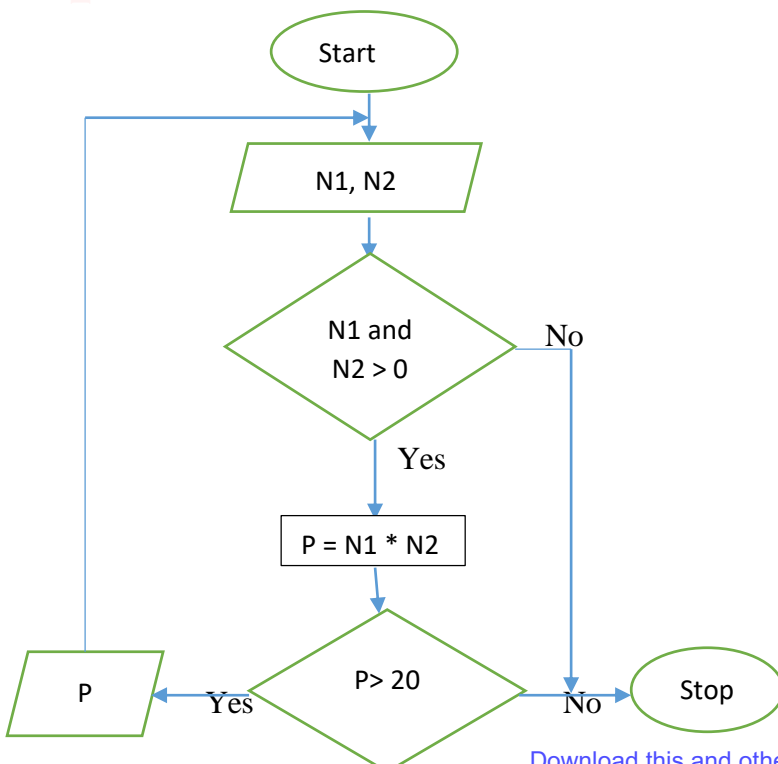 Start
N1, N2
N1 and
N2 > 0
No
Yes
P = N1 * N2
P> 20
P
Yes
No
Stop
Download this and othe